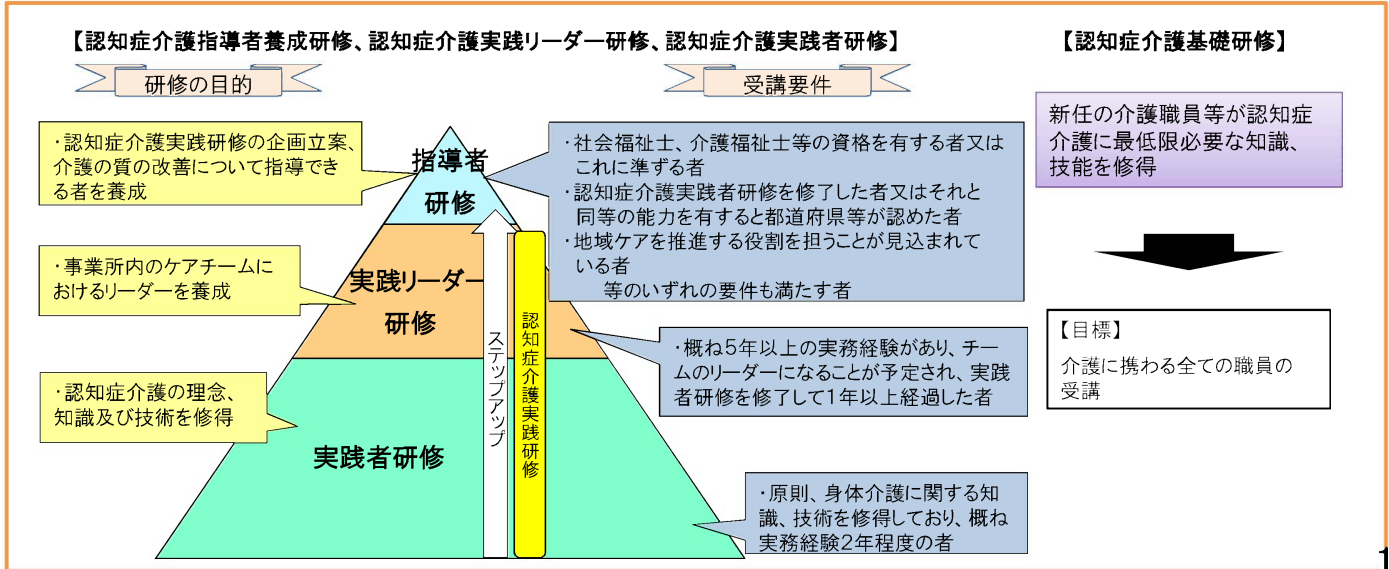 【認知症介護指導者養成研修、認知症介護実践リーダー研修、認知症介護実践者研修】
【認知症介護基礎研修】
研修の目的
受講要件
・認知症介護実践研修の企画立案、
介護の質の改善について指導でき
る者を養成
指導者
研修
・社会福祉士、介護福祉士等の資格を有する者又は
これに準ずる者
・認知症介護実践者研修を修了した者又はそれと
同等の能力を有すると都道府県等が認めた者
・地域ケアを推進する役割を担うことが見込まれて
いる者
等のいずれの要件も満たす者
新任の介護職員等が認知症
介護に最低限必要な知識、
技能を修得
・事業所内のケアチームに
おけるリーダーを養成
実践リーダー
研修
ステップアップ
認知症介護実践研修
・概ね5年以上の実務経験があり、チー
ムのリーダーになることが予定され、実践
者研修を修了して1年以上経過した者
【目標】
介護に携わる全ての職員の
受講
・認知症介護の理念、
知識及び技術を修得
実践者研修
・原則、身体介護に関する知
識、技術を修得しており、概ね
実務経験2年程度の者
1